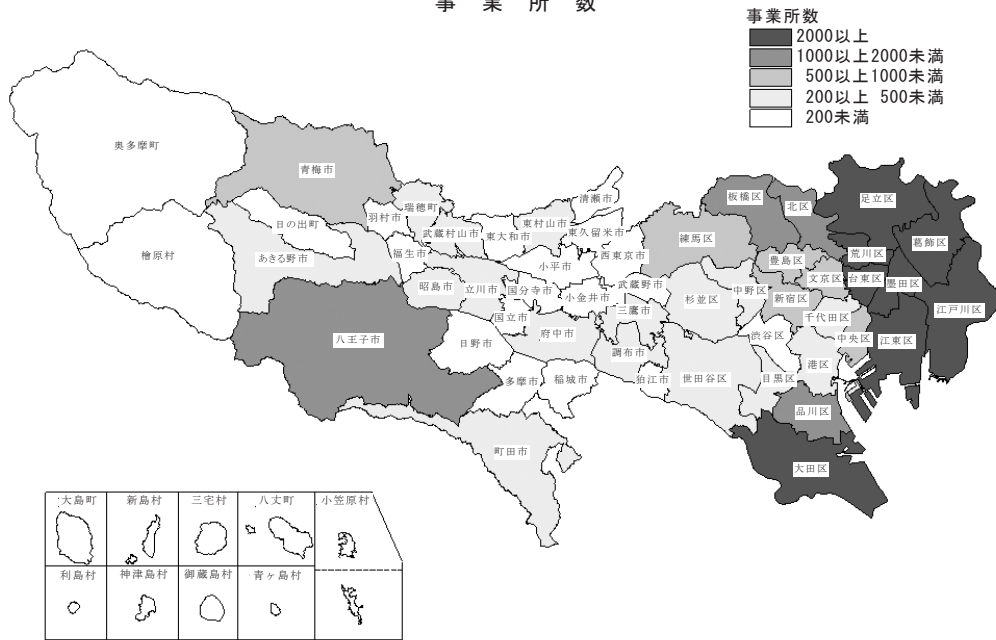 事業所数
事業所数
2000以上
1000以上2000未満
500以上1000未満
200以上 500未満
200未満
奥多摩町
青梅市
日の出町
檜原村
あきる野市
羽村市
瑞穂町
福生市
武蔵村山市
東大和市
東村山市
清瀬市
東久留米市
西東京市
小平市
昭島市
立川市
国分寺市
小金井市
武蔵野市
三鷹市
国立市
府中市
調布市
狛江市
八王子市
日野市
多摩市
稲城市
町田市
練馬区
板橋区
北区
足立区
葛飾区
荒川区
豊島区
文京区
台東区
墨田区
江戸川区
杉並区
中野区
新宿区
千代田区
渋谷区
中央区
江東区
港区
世田谷区
目黒区
品川区
大田区
大島町
新島村
三宅村
八丈町
小笠原村
利島村
神津島村
御蔵島村
青ヶ島村